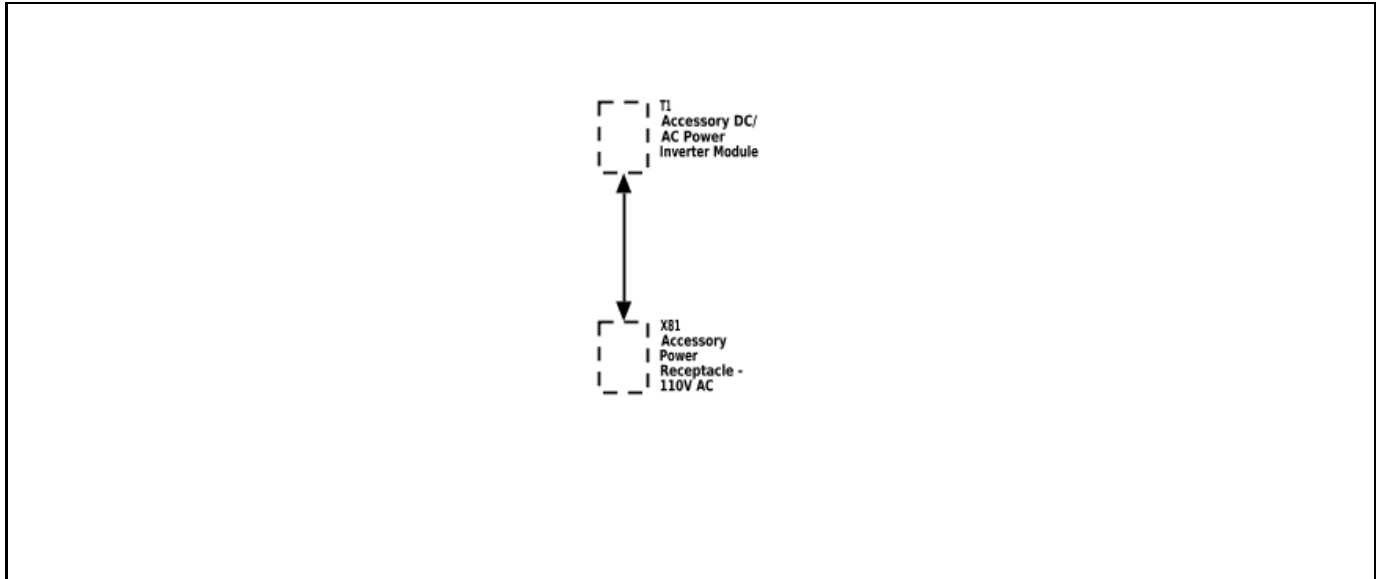 T1
Accessory DC/
AC Power
Inverter Module
X81
Accessory
Power
Receptacle -
110V AC